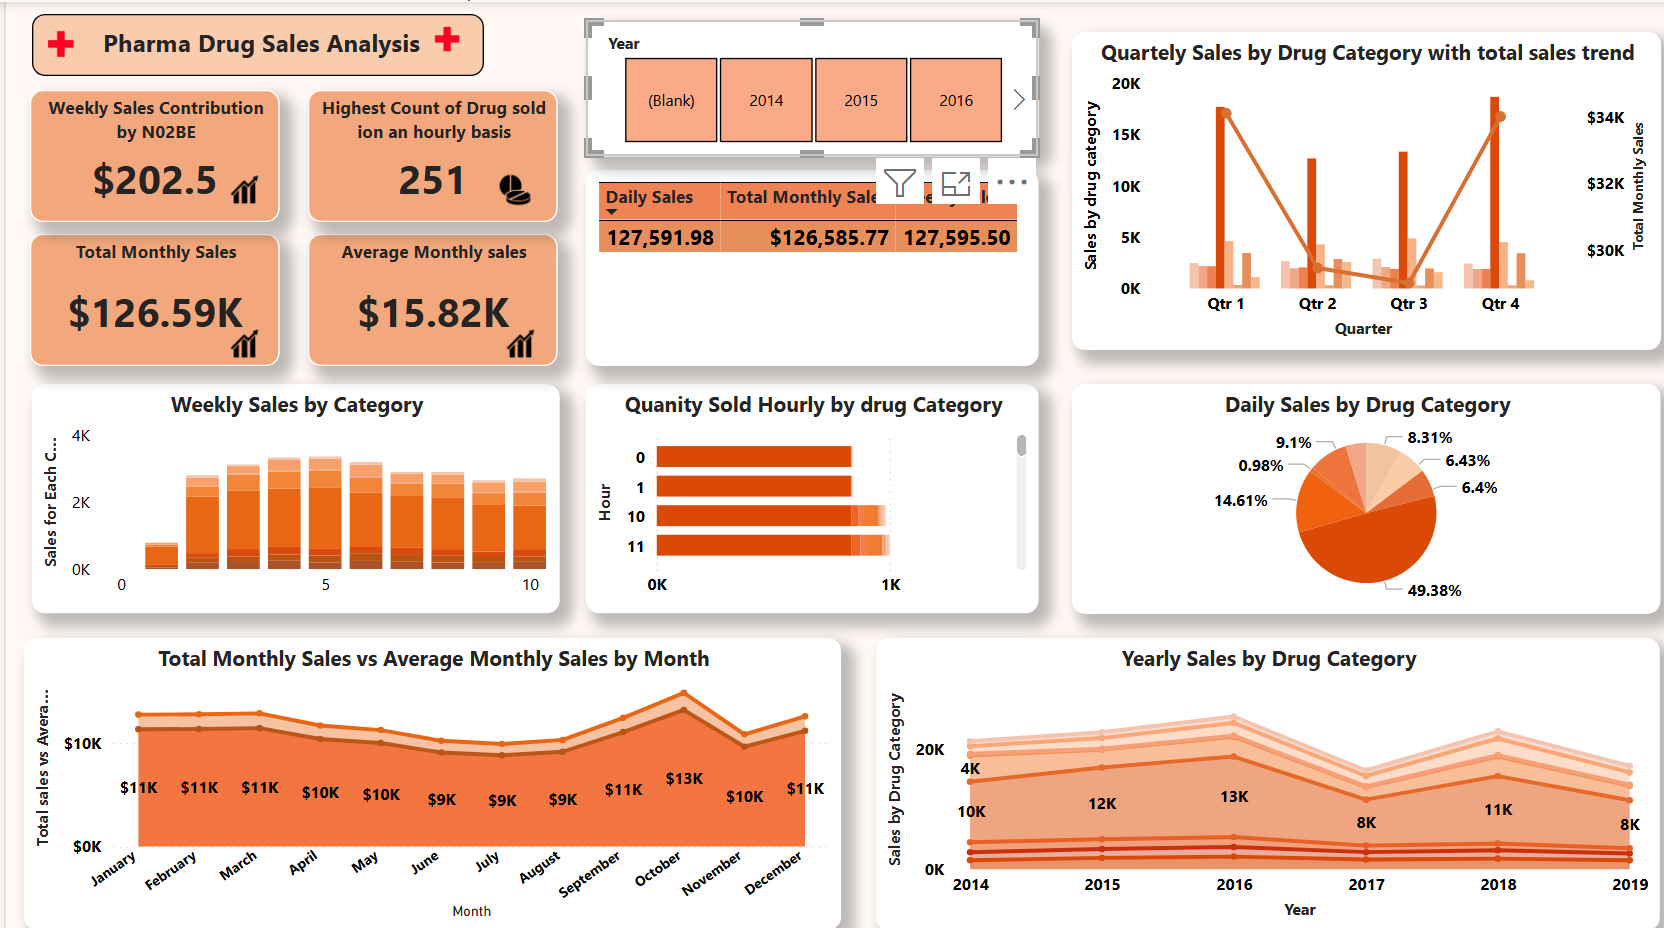 Pharma Drug Sales Analysis
Weekly Sales Contribution
by N02BE
$202.5
Highest Count of Drug sold
ion an hourly basis
251
Total Monthly Sales
$126.59K
Average Monthly sales
$15.82K
Year
(Blank)
2014
2015
2016
Daily Sales
Total Monthly Sale
127,591.98
$126,585.77
127,595.50
Quartely Sales by Drug Category with total sales trend
Sales by drug category
20K
15K
10K
5K
0K
$34K
$32K
$30K
Total Monthly Sales
Qtr 1
Qtr 2
Qtr 3
Qtr 4
Quarter
Weekly Sales by Category
Sales for Each C...
4K
2K
0K
0
5
10
Quanity Sold Hourly by drug Category
Hour
0
1
10
11
0K
1K
Daily Sales by Drug Category
9.1%
8.31%
0.98%
6.43%
14.61%
6.4%
49.38%
Total Monthly Sales vs Average Monthly Sales by Month
Total sales vs Avera...
$10K
$0K
$11K
$11K
$11K
$10K
$10K
$9K
$9K
$9K
$11K
$13K
$10K
$11K
January
February
March
April
May
June
July
August
September
October
November
December
Month
Yearly Sales by Drug Category
Sales by Drug Category
20K
0K
4K
10K
12K
13K
8K
11K
8K
2014
2015
2016
2017
2018
2019
Year